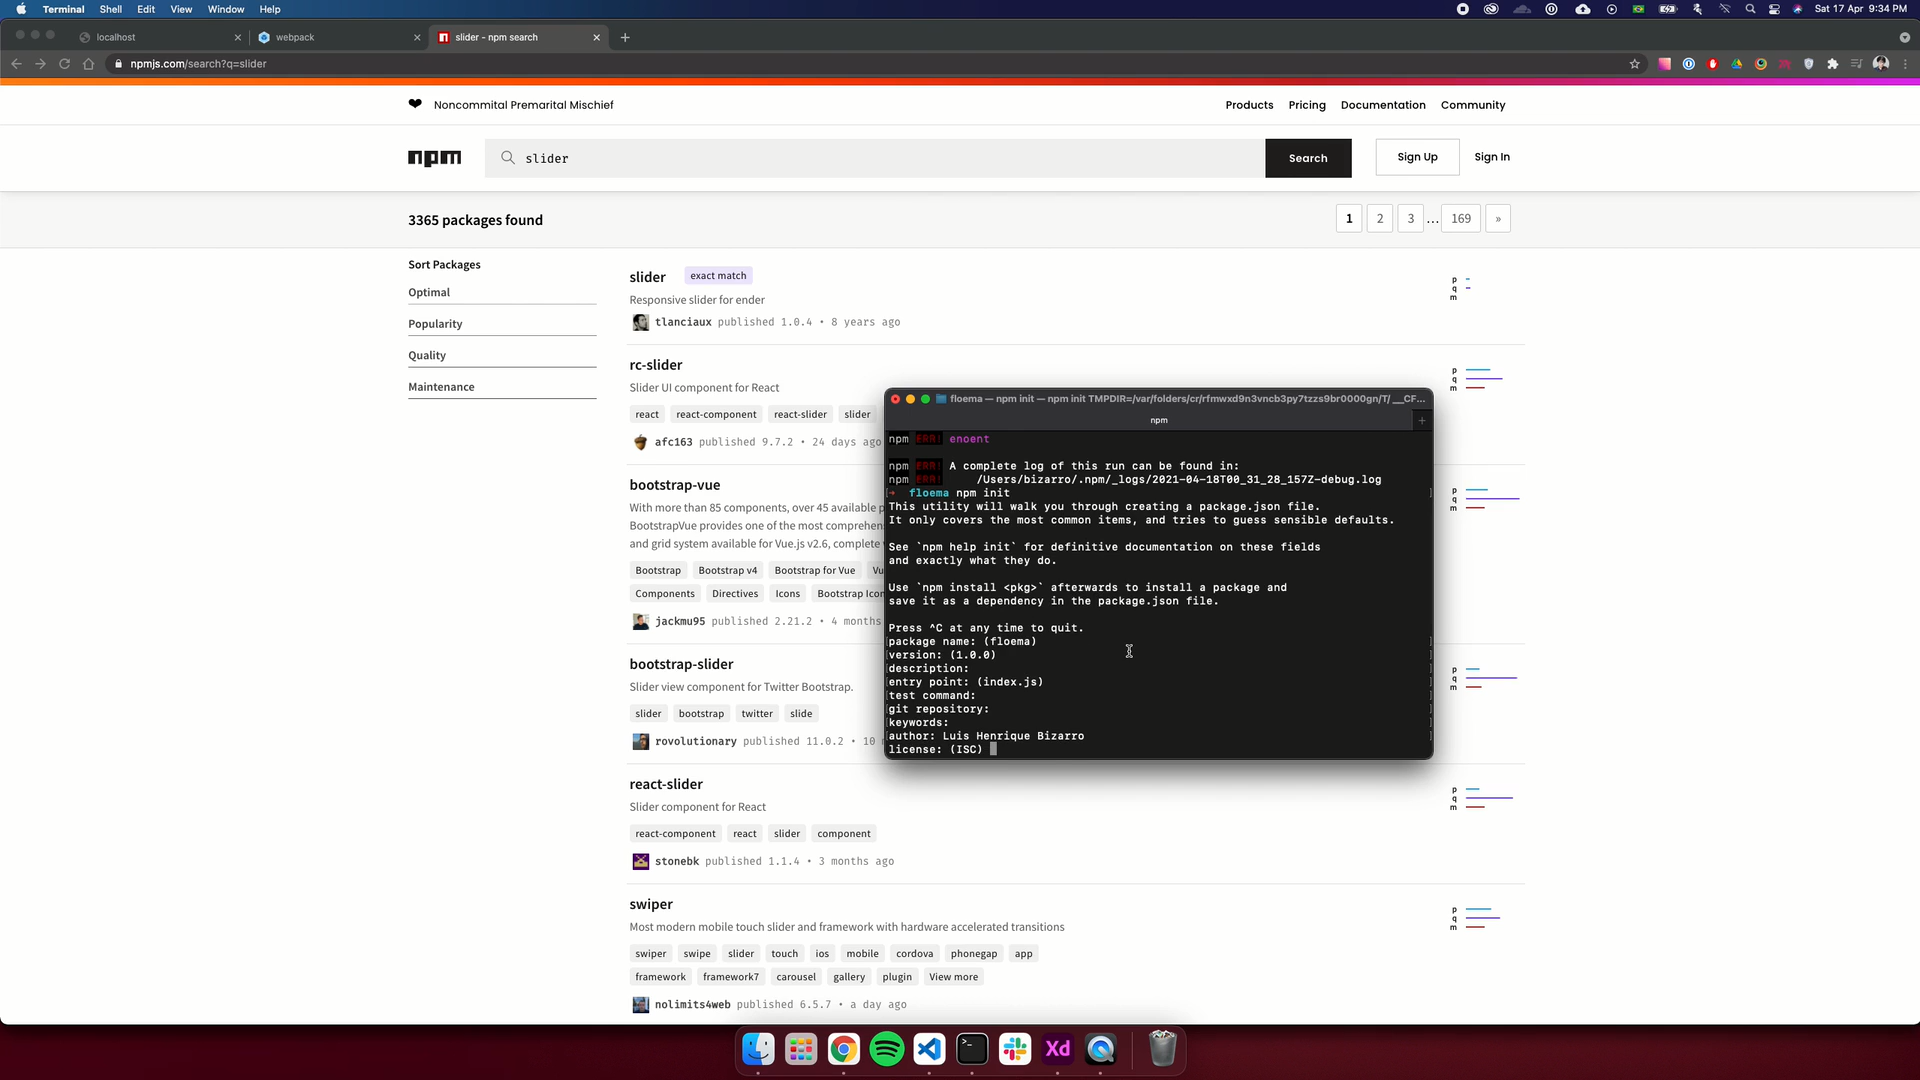 Terminal Shell Edit View Window Help
Sat 17 Apr 9:34 PM
localhost
webpack
slider - npm search
npmjs.com/search?q=slider
Noncommital Premarital Mischief
Products Pricing Documentation Community
npm
slider
Search
Sign Up
Sign In
3365 packages found
1 2 3 ... 169 »
Sort Packages
Optimal
Popularity
Quality
Maintenance
slider exact match
Responsive slider for ender
tlanciaux published 1.0.4 • 8 years ago
p
q
m
rc-slider
Slider UI component for React
react react-component react-slider slider
afc163 published 9.7.2 • 24 days ago
p
q
m
bootstrap-vue
With more than 85 components, over 45 available p
BootstrapVue provides one of the most comprehen
and grid system available for Vue.js v2.6, complete
Bootstrap Bootstrap v4 Bootstrap for Vue Vu
Components Directives Icons Bootstrap Icon
jackmu95 published 2.21.2 • 4 months
p
q
m
bootstrap-slider
Slider view component for Twitter Bootstrap.
slider bootstrap twitter slide
rovolutionary published 11.0.2 • 10
p
q
m
react-slider
Slider component for React
react-component react slider component
stonebk published 1.1.4 • 3 months ago
p
q
m
swiper
Most modern mobile touch slider and framework with hardware accelerated transitions
swiper swipe slider touch ios mobile cordova phonegap app
framework framework7 carousel gallery plugin View more
nolimits4web published 6.5.7 • a day ago
p
q
m
floema — npm init — npm init TMPDIR=/var/folders/cr/rfmwxd9n3vncb3py7tzzs9br0000gn/T/ __CF...
npm
npm ERR! enoent
npm ERR! A complete log of this run can be found in:
npm ERR!     /Users/bizarro/.npm/_logs/2021-04-18T00_31_28_157Z-debug.log
→ floema npm init
This utility will walk you through creating a package.json file.
It only covers the most common items, and tries to guess sensible defaults.
See `npm help init` for definitive documentation on these fields
and exactly what they do.
Use `npm install <pkg>` afterwards to install a package and
save it as a dependency in the package.json file.
Press ^C at any time to quit.
package name: (floema)
version: (1.0.0)
description:
entry point: (index.js)
test command:
git repository:
keywords:
author: Luis Henrique Bizarro
license: (ISC)
Xd